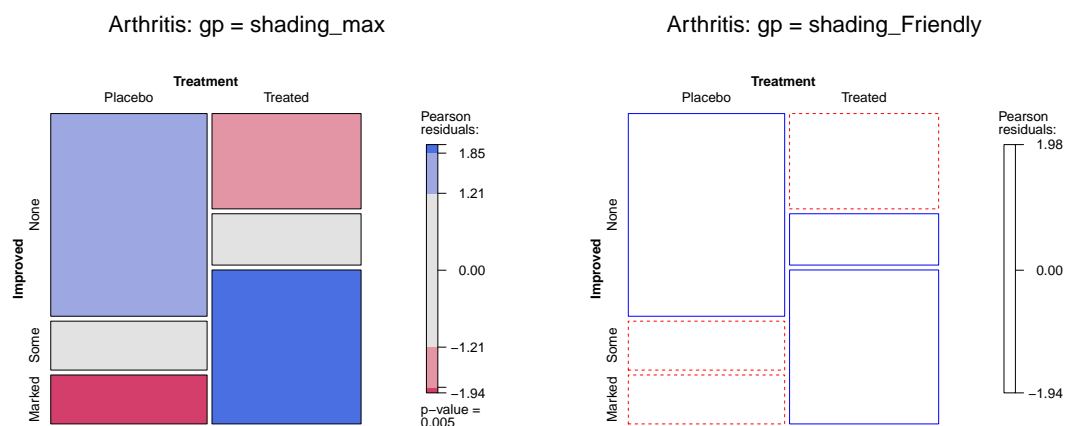 Arthritis: gp = shading_max
Treatment
Placebo Treated
Improved
None
Some
Marked
Pearson
residuals:
1.85
1.21
0.00
−1.21
−1.94
p−value =
0.005
Arthritis: gp = shading_Friendly
Treatment
Placebo Treated
Improved
None
Some
Marked
Pearson
residuals:
1.98
0.00
−1.94